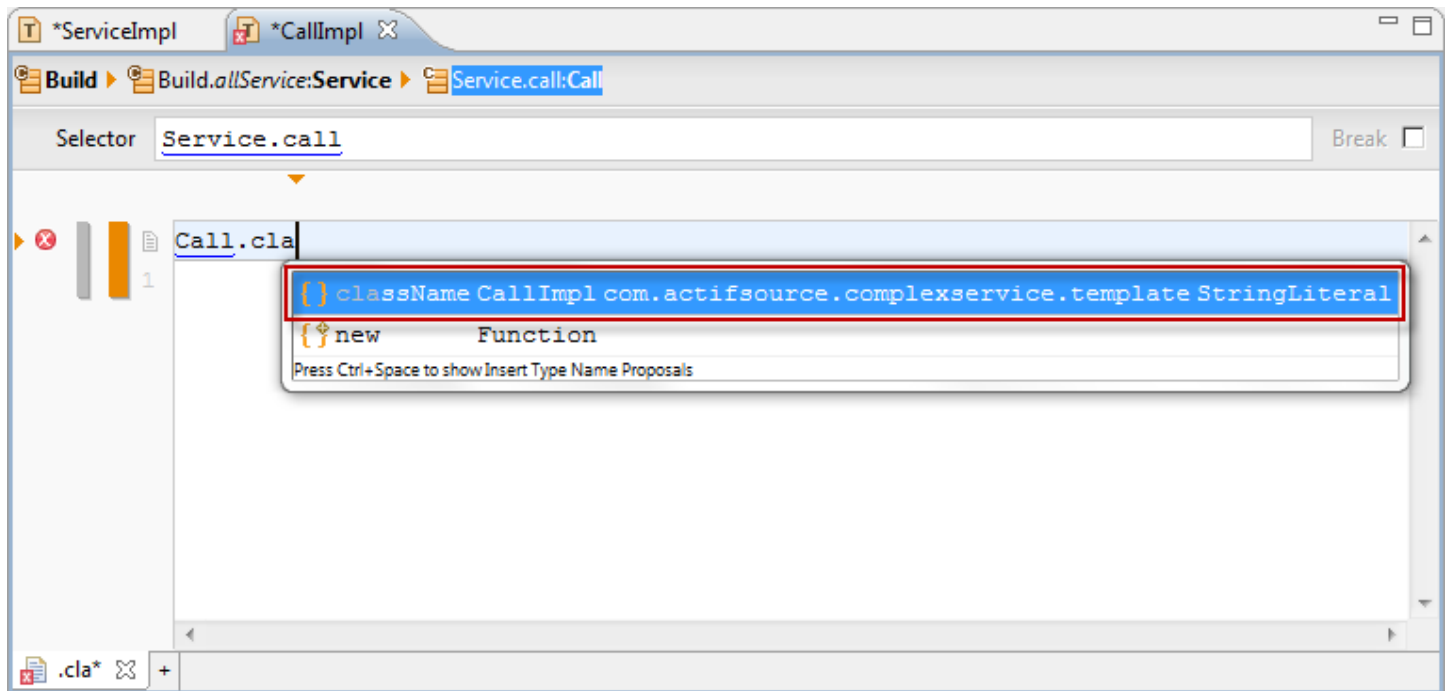 *ServiceImpl *CallImpl
Build Build.allService:Service Service.call:Call
Selector Service.call Break
Call.cla
1
className CallImpl com.actifsource.complexservice.template StringLiteral
new Function
Press Ctrl+Space to show Insert Type Name Proposals
.cla* +